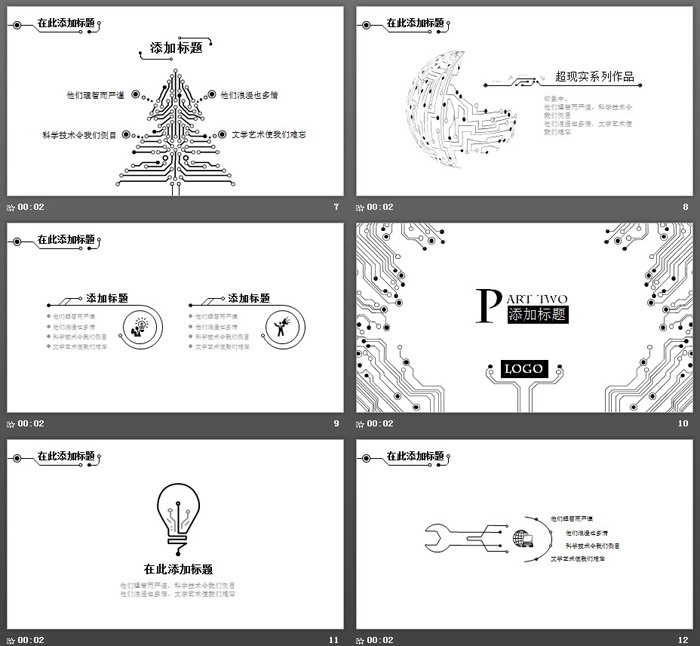 在此添加标题
添加标题
他们理智而严谨
他们浪漫也多情
科学技术令我们侧目
文学艺术使我们难忘
00:02
7
在此添加标题
超现实系列作品
印象中，
他们理智而严谨，科学技术令
我们侧目
他们浪漫也多情，文学艺术使
我们难忘
00:02
8
在此添加标题
添加标题
他们理智而严谨
他们浪漫也多情
科学技术令我们侧目
文学艺术使我们难忘
添加标题
他们理智而严谨
他们浪漫也多情
科学技术令我们侧目
文学艺术使我们难忘
00:02
9
PART TWO
添加标题
LOGO
00:02
10
在此添加标题
在此添加标题
他们理智而严谨，科学技术令我们侧目
他们浪漫也多情，文学艺术使我们难忘
00:02
11
在此添加标题
他们理智而严谨
他们浪漫也多情
科学技术令我们侧目
文学艺术使我们难忘
00:02
12